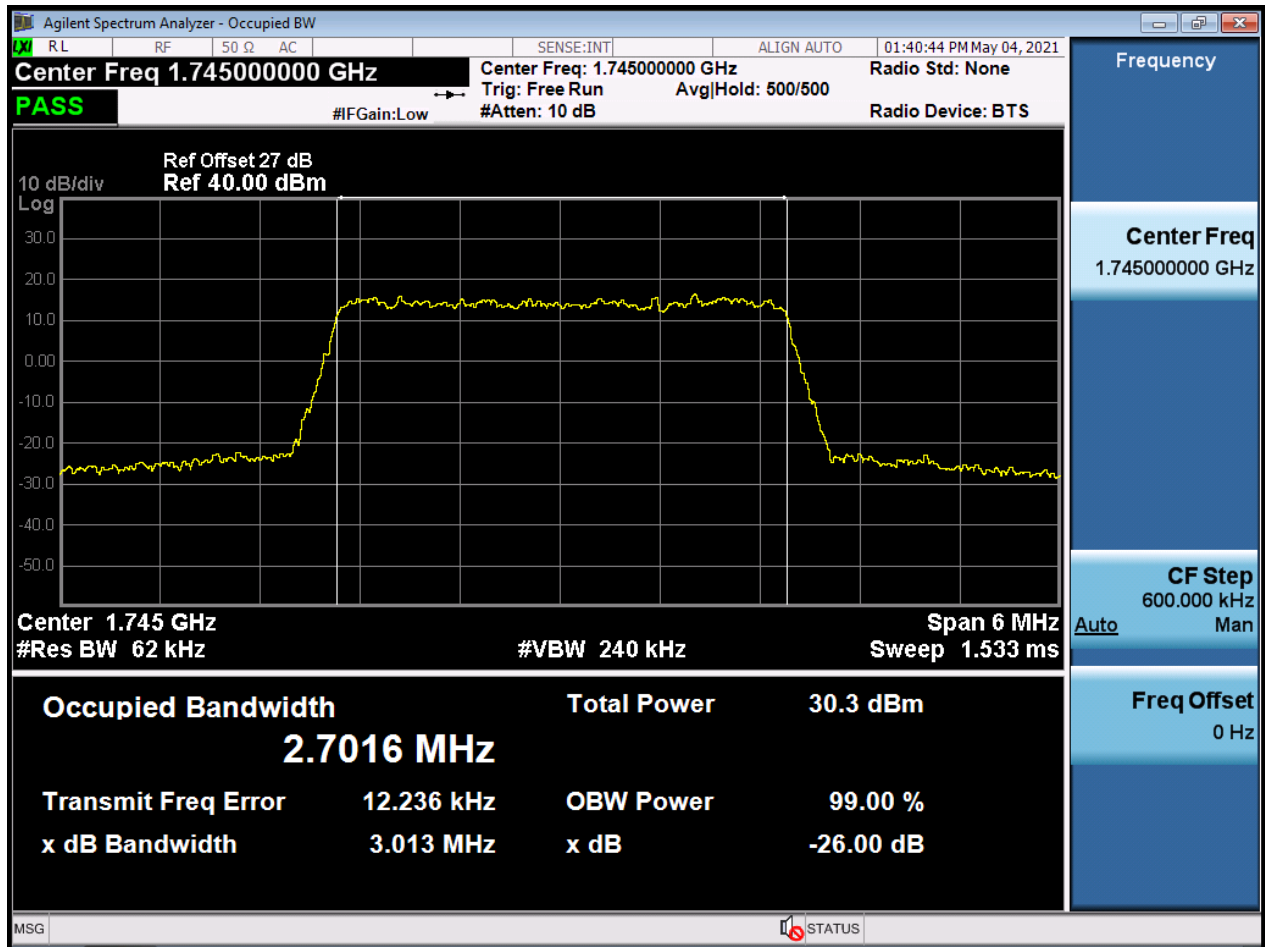 Agilent Spectrum Analyzer - Occupied BW
LXI RL RF 50 Ω AC SENSE:INT ALIGN AUTO 01:40:44 PM May 04, 2021
Center Freq 1.745000000 GHz
Center Freq: 1.745000000 GHz Radio Std: None
Trig: Free Run Avg|Hold: 500/500
PASS
#IFGain:Low #Atten: 10 dB Radio Device: BTS
Ref Offset 27 dB
10 dB/div Ref 40.00 dBm
Log
30.0
20.0
10.0
0.00
-10.0
-20.0
-30.0
-40.0
-50.0
Center 1.745 GHz Span 6 MHz
#Res BW 62 kHz #VBW 240 kHz Sweep 1.533 ms
Occupied Bandwidth Total Power 30.3 dBm
2.7016 MHz
Transmit Freq Error 12.236 kHz OBW Power 99.00 %
x dB Bandwidth 3.013 MHz x dB -26.00 dB
Frequency
Center Freq
1.745000000 GHz
CF Step
600.000 kHz
Auto Man
Freq Offset
0 Hz
MSG STATUS